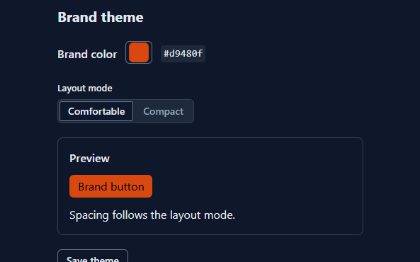 Brand theme
Brand color #d9480f
Layout mode
Comfortable Compact
Preview
Brand button
Spacing follows the layout mode.
Save theme